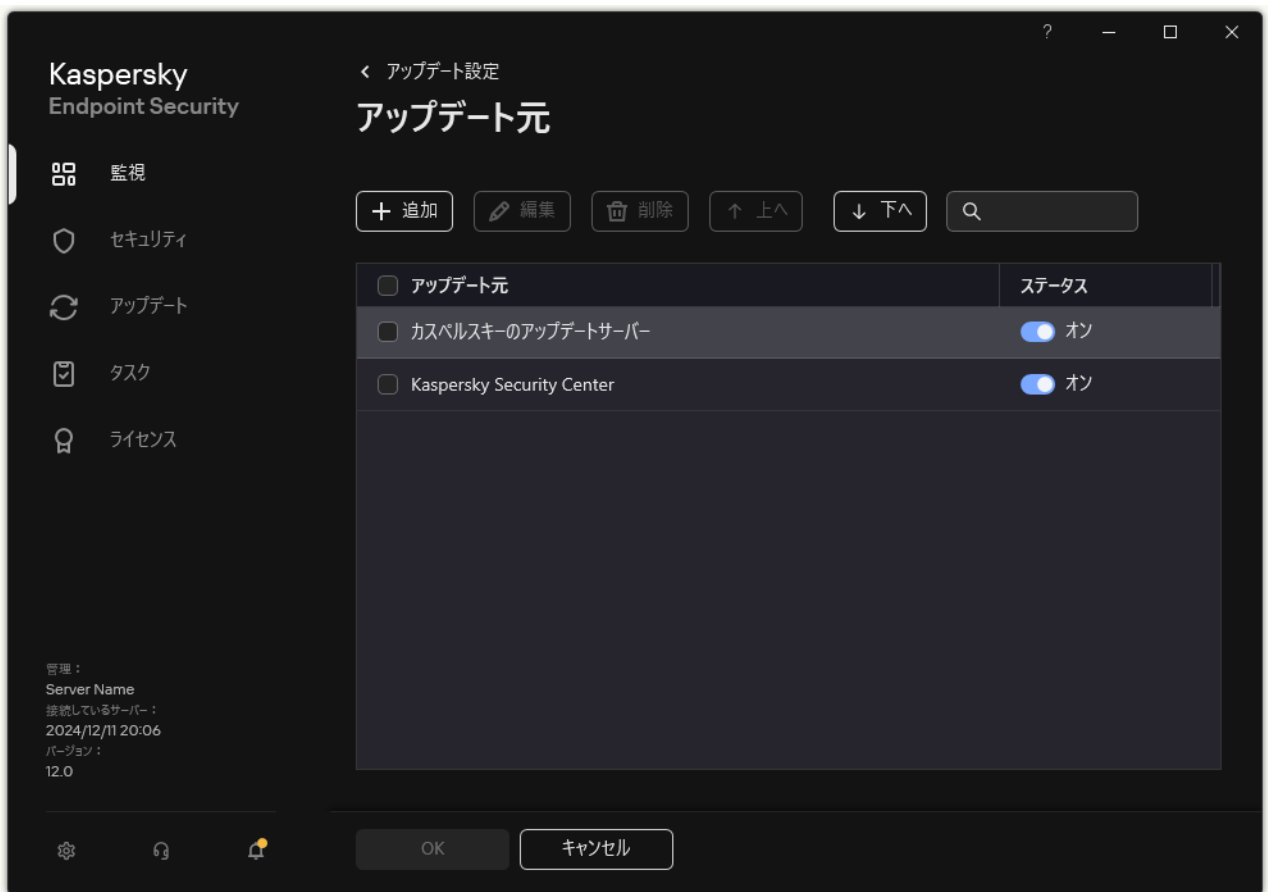 ?
Kaspersky
Endpoint Security
監視
セキュリティ
アップデート
タスク
ライセンス
管理：
Server Name
接続しているサーバー：
2024/12/11 20:06
バージョン：
12.0
アップデート設定
アップデート元
追加 編集 削除 上へ 下へ
アップデート元 ステータス
カスペルスキーのアップデートサーバー オン
Kaspersky Security Center オン
OK キャンセル